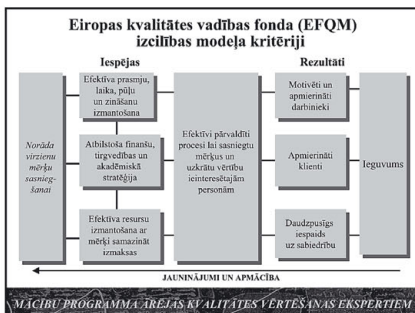 Eiropas kvalitātes vadības fonda (EFQM)
izcilības modeļa kritēriji
Iespējas
Rezultāti
Norāda
virzienu
mērķu
sasnieg-
šanai
Efektīva prasmju,
laika, pūļu
un zināšanu
izmantošana
Atbilstoša finanšu,
tirgvedības un
akadēmiskā
stratēģija
Efektīva resursu
izmantošana ar
mērķi samazināt
izmaksas
Efektīvi pārvaldīti
procesi lai sasniegtu
mērķus un
uzkrātu vērtību
ieinteresētajām
personām
Motivēti un
apmierināti
darbinieki
Apmierināti
klienti
Daudzpusīgs
iespaids
uz sabiedrību
Ieguvums
JAUNINĀJUMI UN APMĀCĪBA
MĀCĪBU PROGRAMMA ĀRĒJĀS KVALITĀTES VĒRTĒŠANAS EKSPERTIEM